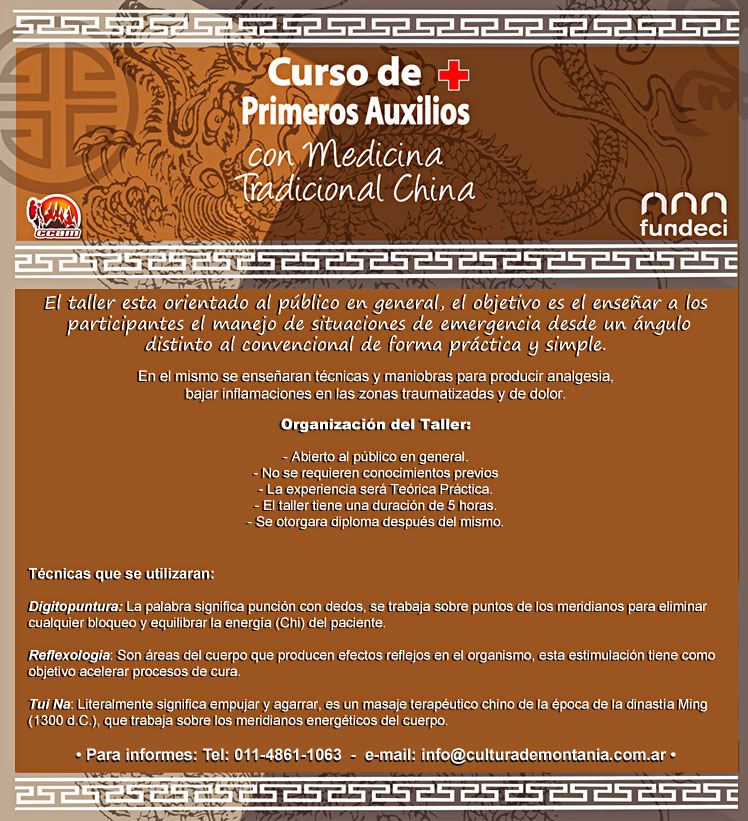 Curso de
Primeros Auxilios
con Medicina
Tradicional China
ccam
fundeci
El taller esta orientado al público en general, el objetivo es el enseñar a los
participantes el manejo de situaciones de emergencia desde un ángulo
distinto al convencional de forma práctica y simple.
En el mismo se enseñaran técnicas y maniobras para producir analgesia,
bajar inflamaciones en las zonas traumatizadas y de dolor.
Organización del Taller:
- Abierto al público en general.
- No se requieren conocimientos previos
- La experiencia será Teórica Práctica.
- El taller tiene una duración de 5 horas.
- Se otorgara diploma después del mismo.
Técnicas que se utilizaran:
Digitopuntura: La palabra significa punción con dedos, se trabaja sobre puntos de los meridianos para eliminar
cualquier bloqueo y equilibrar la energía (Chi) del paciente.
Reflexologia: Son áreas del cuerpo que producen efectos reflejos en el organismo, esta estimulación tiene como
objetivo acelerar procesos de cura.
Tui Na: Literalmente significa empujar y agarrar, es un masaje terapéutico chino de la época de la dinastía Ming
(1300 d.C.), que trabaja sobre los meridianos energéticos del cuerpo.
• Para informes: Tel: 011-4861-1063 - e-mail: info@culturademontania.com.ar •